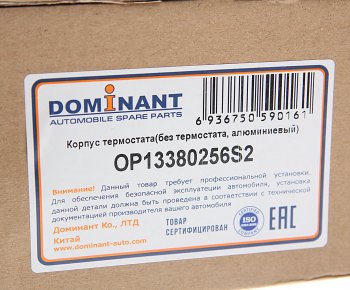 DOMINANT
AUTOMOBILE SPARE PARTS
6 936750 590161
Корпус термостата(без термостата, алюминиевый)
OP13380256S2
Внимание! Данный товар требует профессиональной установки.
Для обеспечения безопасной эксплуатации автомобиля, установка
данной детали должна быть проведена в соответствии с технической
документацией производителя вашего автомобиля
Доминант Ко., ЛТД
Китай
www.dominant-auto.com
ТОВАР
СЕРТИФИЦИРОВАН
ISO
EAC